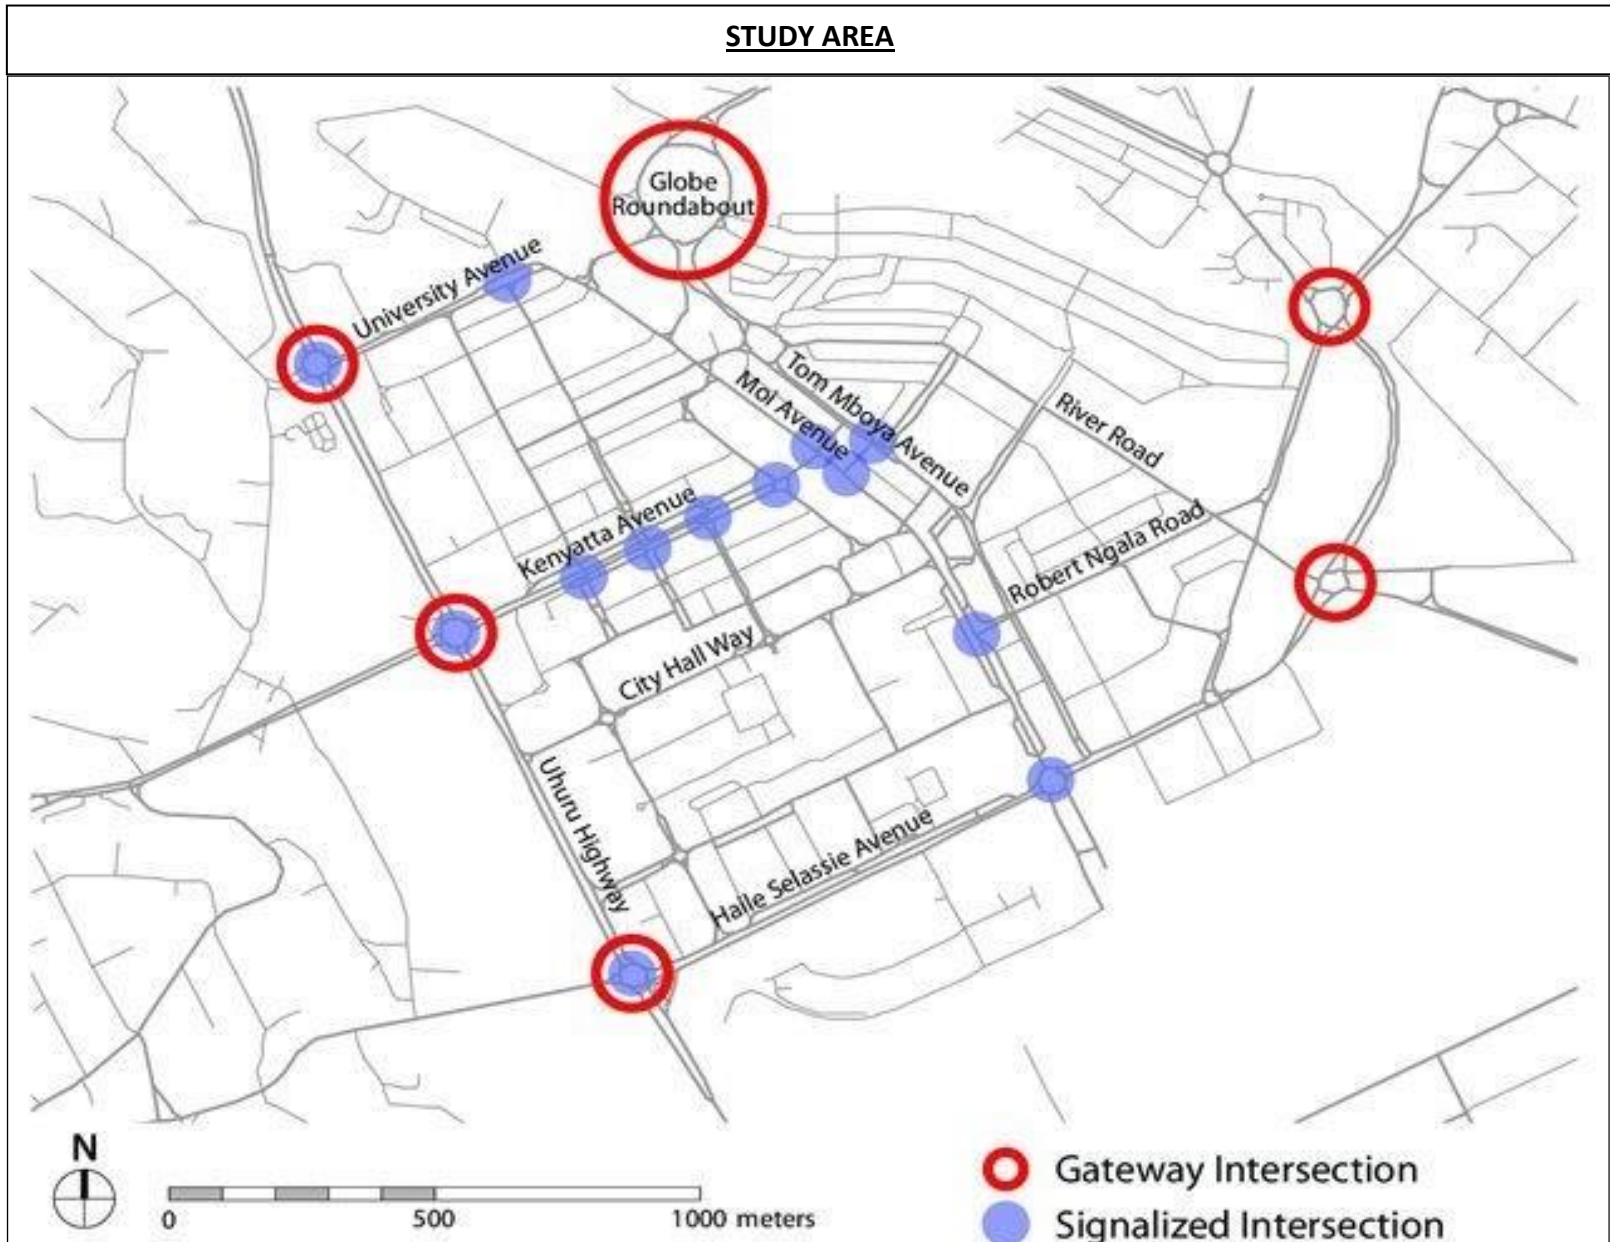 STUDY AREA
Globe
Roundabout
University Avenue
Tom Mboya Avenue
Moi Avenue
River Road
Kenyatta Avenue
Robert Ngala Road
City Hall Way
Uhuru Highway
Haile Selassie Avenue
N
0 500 1000 meters
Gateway Intersection
Signalized Intersection